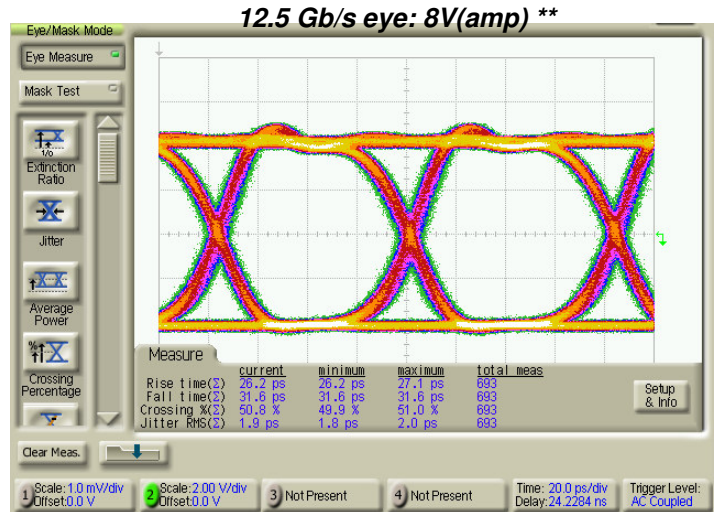 12.5 Gb/s eye: 8V(amp) **
Eye/Mask Mode
Eye Measure
Mask Test
1/0
Extinction
Ratio
Jitter
Average
Power
%
Crossing
Percentage
Measure
current minimum maximum total meas
Rise time(Σ) 26.2 ps 26.2 ps 27.1 ps 693
Fall time(Σ) 31.6 ps 31.6 ps 31.6 ps 693
Crossing %(Σ) 50.8 % 49.9 % 51.0 % 693
Jitter RMS(Σ) 1.9 ps 1.8 ps 2.0 ps 693
Setup
& Info
Clear Meas.
1 Scale:1.0 mV/div
Offset:0.0 V
2 Scale:2.00 V/div
Offset:0.0 V
3 Not Present
4 Not Present
Time: 20.0 ps/div
Delay:24.2284 ns
Trigger Level:
AC Coupled